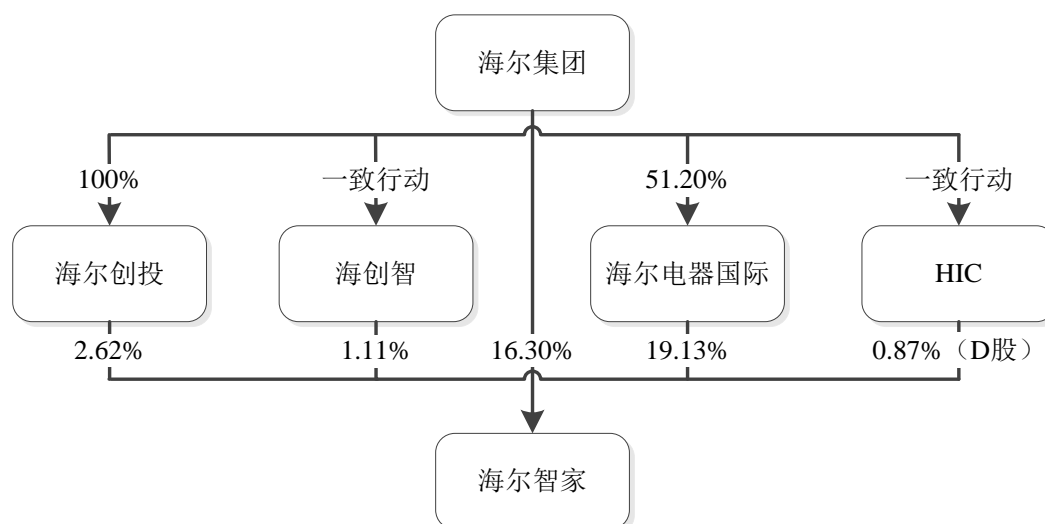 海尔集团
100%
一致行动
51.20%
一致行动
海尔创投
海创智
海尔电器国际
HIC
2.62%
1.11%
16.30%
19.13%
0.87%（D股）
海尔智家